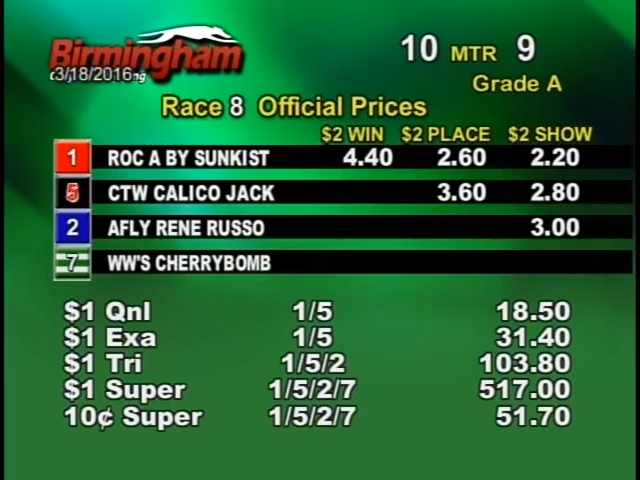 Birmingham
3/18/2016
10 MTR 9
Grade A
Race 8 Official Prices
$2 WIN $2 PLACE $2 SHOW
1 ROC A BY SUNKIST 4.40 2.60 2.20
5 CTW CALICO JACK 3.60 2.80
2 AFLY RENE RUSSO 3.00
7 WW'S CHERRYBOMB
$1 Qnl 1/5 18.50
$1 Exa 1/5 31.40
$1 Tri 1/5/2 103.80
$1 Super 1/5/2/7 517.00
10¢ Super 1/5/2/7 51.70